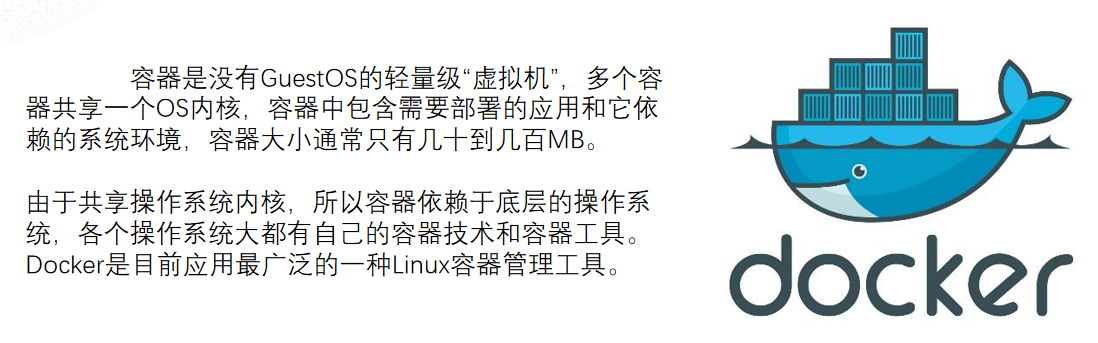 容器是没有GuestOS的轻量级“虚拟机”，多个容
器共享一个OS内核，容器中包含需要部署的应用和它依
赖的系统环境，容器大小通常只有几十到几百MB。
由于共享操作系统内核，所以容器依赖于底层的操作系
统，各个操作系统大都有自己的容器技术和容器工具。
Docker是目前应用最广泛的一种Linux容器管理工具。
docker